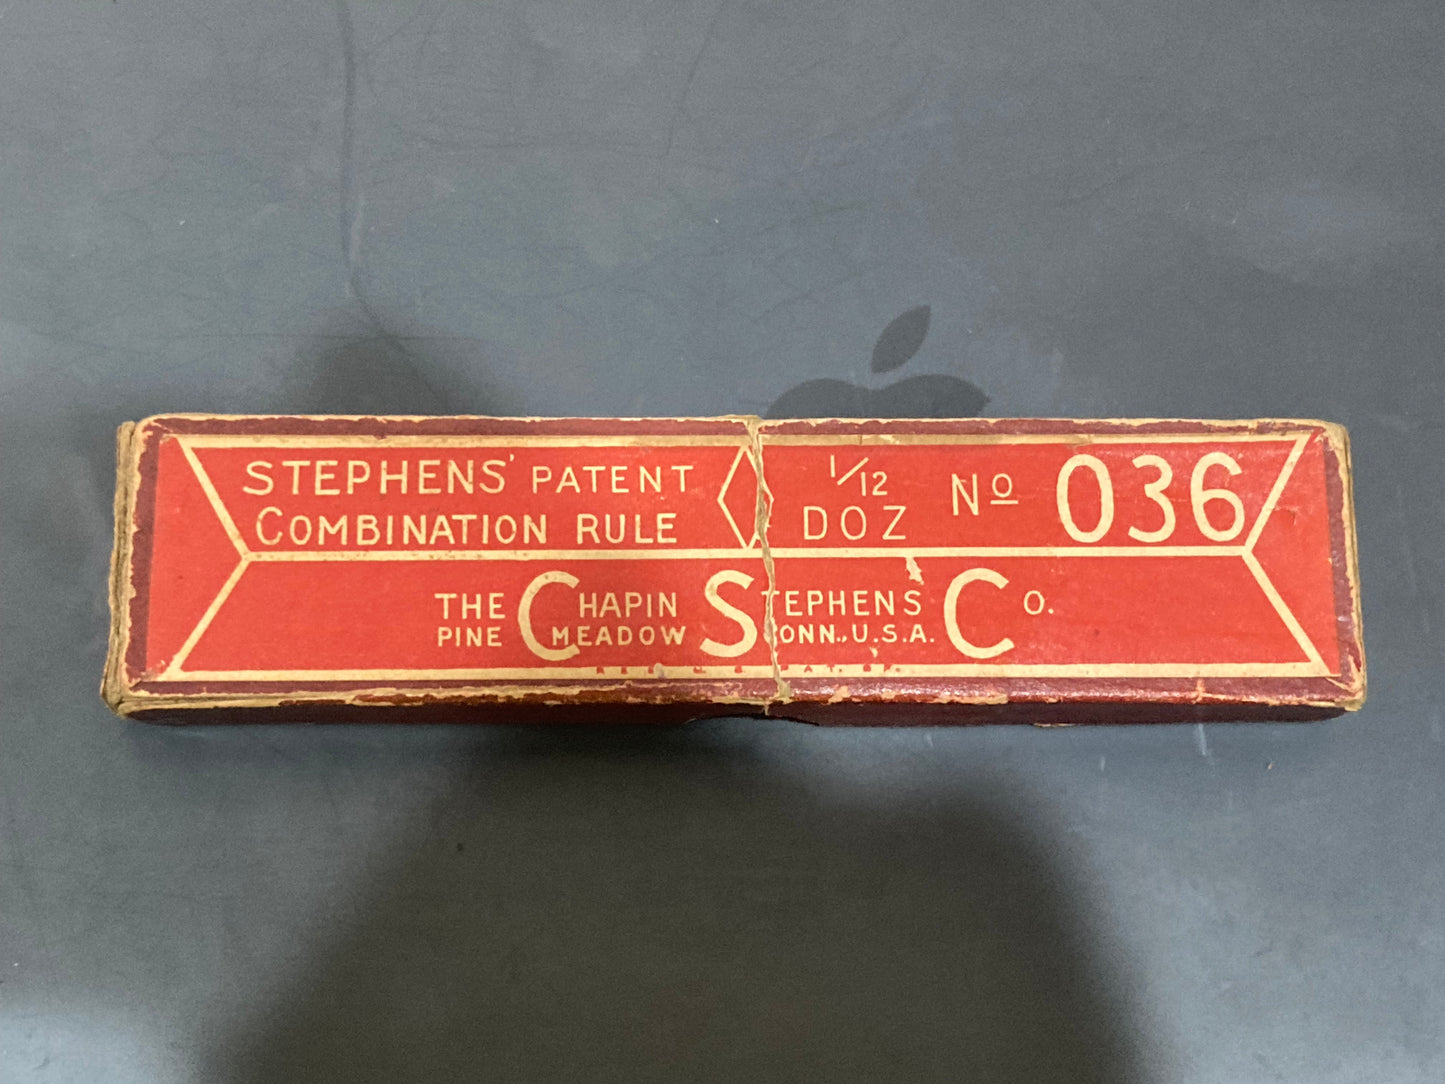 STEPHENS' PATENT
COMBINATION RULE
1/12
DOZ
Nº 036
THE CHAPIN STEPHENS CO.
PINE MEADOW CONN., U.S.A.